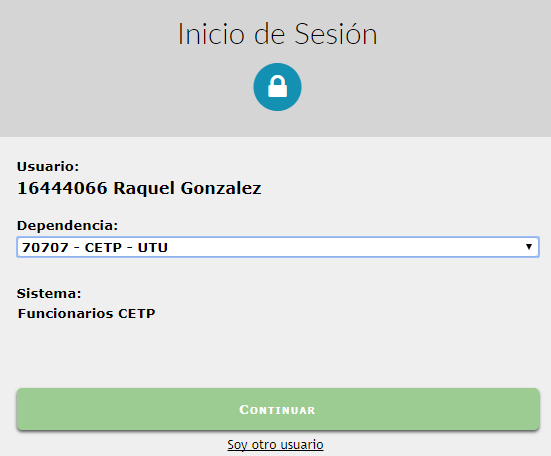 Inicio de Sesión
Usuario:
16444066 Raquel Gonzalez
Dependencia:
70707 - CETP - UTU
Sistema:
Funcionarios CETP
Continuar
Soy otro usuario